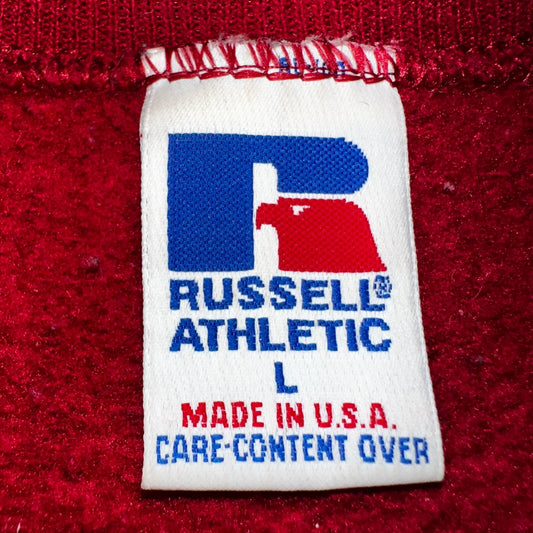 RUSSELL®
ATHLETIC
L
MADE IN U.S.A.
CARE-CONTENT OVER